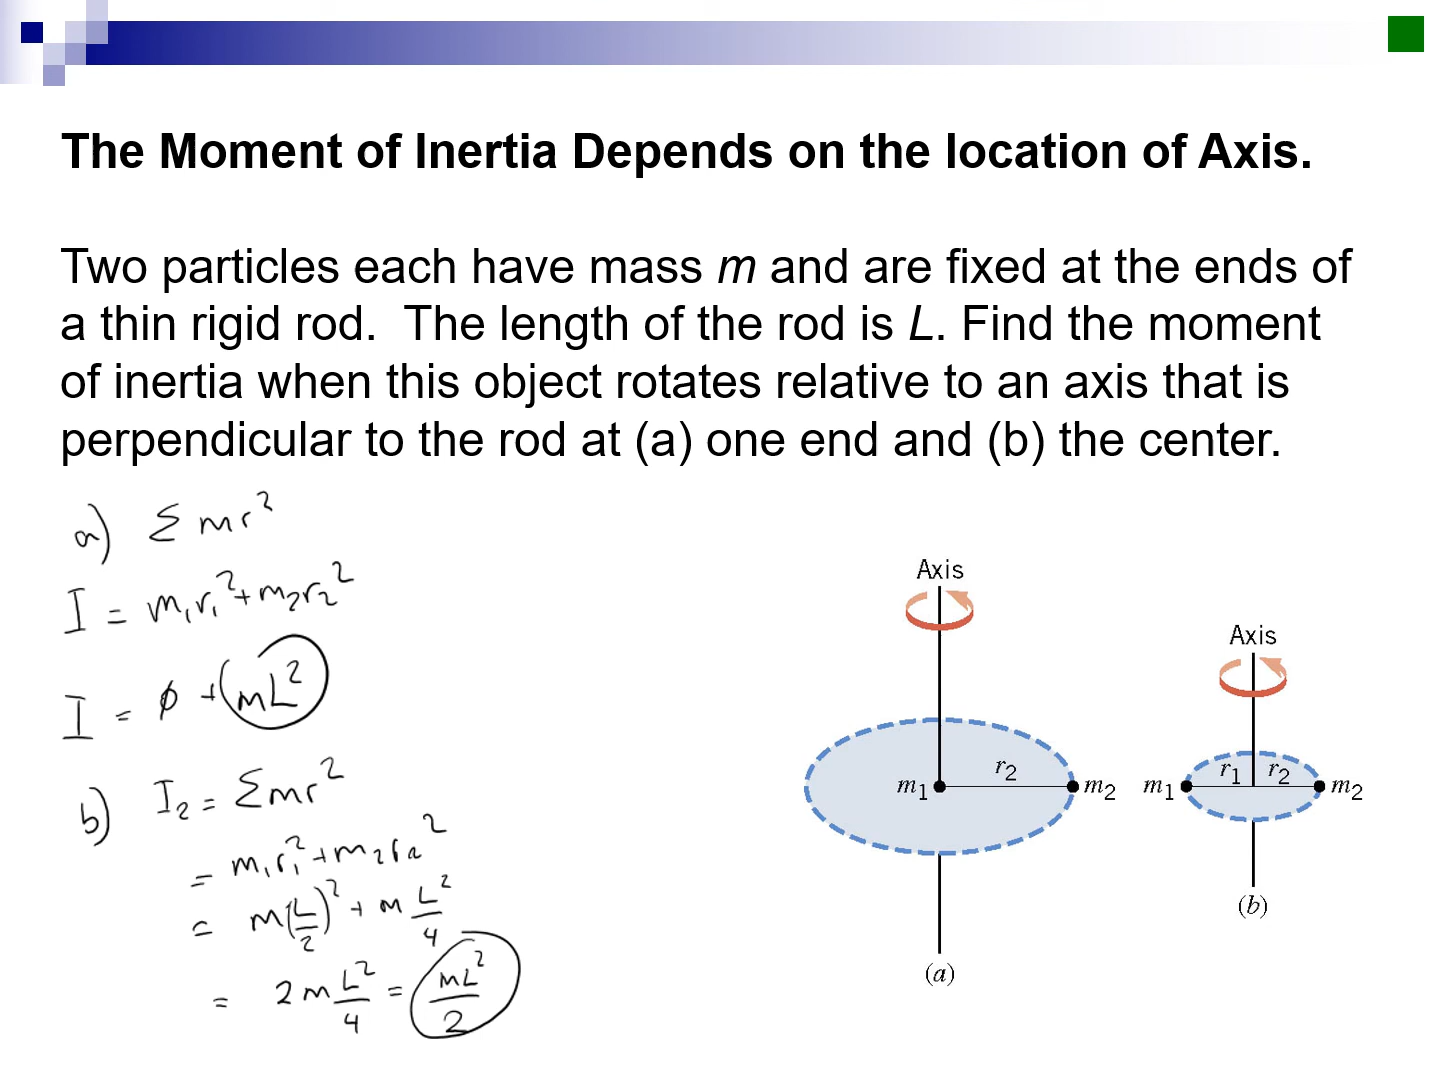 The Moment of Inertia Depends on the location of Axis.
Two particles each have mass m and are fixed at the ends of
a thin rigid rod. The length of the rod is L. Find the moment
of inertia when this object rotates relative to an axis that is
perpendicular to the rod at (a) one end and (b) the center.
a) Σmr²
I = m₁r₁² + m₂r₂²
I = ϕ + (mL²
b) I₂ = Σmr²
= m₁r₁² + m₂r₂²
= m(L/2)² + m L²/4
= 2m L²/4 = mL²/2
Axis
m₁ r₂ m₂
(a)
Axis
m₁ r₁ r₂ m₂
(b)